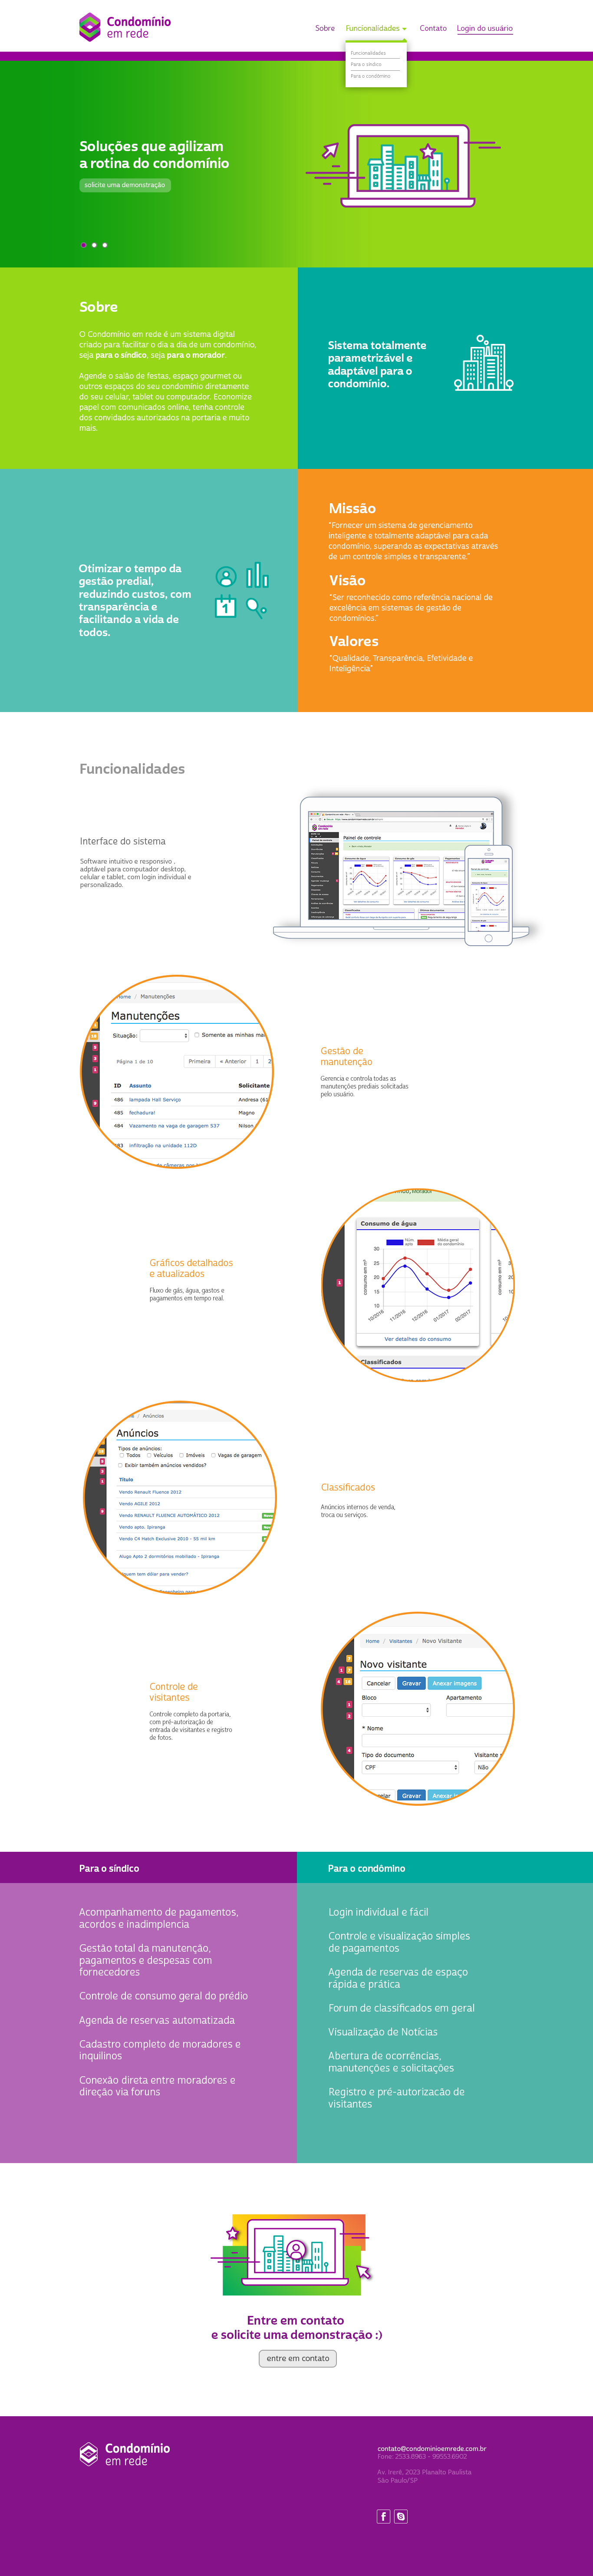 Condomínio
em rede
Sobre
Funcionalidades
Contato
Login do usuário
Funcionalidades
Para o síndico
Para o condômino
Soluções que agilizam
a rotina do condomínio
solicite uma demonstração
Sobre
O Condomínio em rede é um sistema digital
criado para facilitar o dia a dia de um condomínio,
seja para o síndico, seja para o morador.
Agende o salão de festas, espaço gourmet ou
outros espaços do seu condomínio diretamente
do seu celular, tablet ou computador. Economize
papel com comunicados online, tenha controle
dos convidados autorizados na portaria e muito
mais.
Sistema totalmente
parametrizável e
adaptável para o
condomínio.
Otimizar o tempo da
gestão predial,
reduzindo custos, com
transparência e
facilitando a vida de
todos.
1
Missão
"Fornecer um sistema de gerenciamento
inteligente e totalmente adaptável para cada
condomínio, superando as expectativas através
de um controle simples e transparente."
Visão
"Ser reconhecido como referência nacional de
excelência em sistemas de gestão de
condomínios."
Valores
"Qualidade, Transparência, Efetividade e
Inteligência"
Funcionalidades
Interface do sistema
Software intuitivo e responsivo ,
adaptável para computador desktop,
celular e tablet, com login individual e
personalizado.
Painel de controle
Home / Manutenções
Manutenções
Situação:
Somente as minhas
Página 1 de 10
Primeira
« Anterior
1
2
ID Assunto Solicitante
486 lampada Hall Serviço Andresa (61
485 fechadural Magno
484 Vazamento na vaga de garagem 537 Nilson
483 infiltração na unidade 112D
Gestão de
manutenção
Gerencia e controla todas as
manutenções prediais solicitadas
pelo usuário.
Gráficos detalhados
e atualizados
Fluxo de gás, água, gastos e
pagamentos em tempo real.
Consumo de água
Média geral
do condomínio
consumo em m³
30
25
20
15
10
10/2016
11/2016
12/2016
01/2017
02/2017
Ver detalhes do consumo
Classificados
Anúncios
Anúncios
Tipos de anúncios:
Todos
Veículos
Imóveis
Vagas de garagem
Exibir também anúncios vendidos?
Título
Vendo Renault Fluence 2012
Vendo AGILE 2012
Vendo RENAULT FLUENCE AUTOMÁTICO 2012
Vendo apto. Ipiranga
Vendo C4 Hatch Exclusive 2010 - 55 mil km
Alugo Apto 2 dormitórios mobiliado - Ipiranga
tem dólar para vender?
Classificados
Anúncios internos de venda,
troca ou serviços.
Controle de
visitantes
Controle completo da portaria,
com pré-autorização de
entrada de visitantes e registro
de fotos.
Home / Visitantes / Novo Visitante
Novo visitante
Cancelar
Gravar
Anexar imagens
Bloco
Apartamento
* Nome
Tipo do documento
Visitante
CPF
Não
Gravar
Para o síndico
Acompanhamento de pagamentos,
acordos e inadimplencia
Gestão total da manutenção,
pagamentos e despesas com
fornecedores
Controle de consumo geral do prédio
Agenda de reservas automatizada
Cadastro completo de moradores e
inquilinos
Conexão direta entre moradores e
direção via foruns
Para o condômino
Login individual e fácil
Controle e visualização simples
de pagamentos
Agenda de reservas de espaço
rápida e prática
Forum de classificados em geral
Visualização de Notícias
Abertura de ocorrências,
manutenções e solicitações
Registro e pré-autorizacão de
visitantes
Entre em contato
e solicite uma demonstração :)
entre em contato
Condomínio
em rede
contato@condominioemrede.com.br
Fone: 2533.8963 - 99553.6902
Av. Irerê, 2023 Planalto Paulista
São Paulo/SP